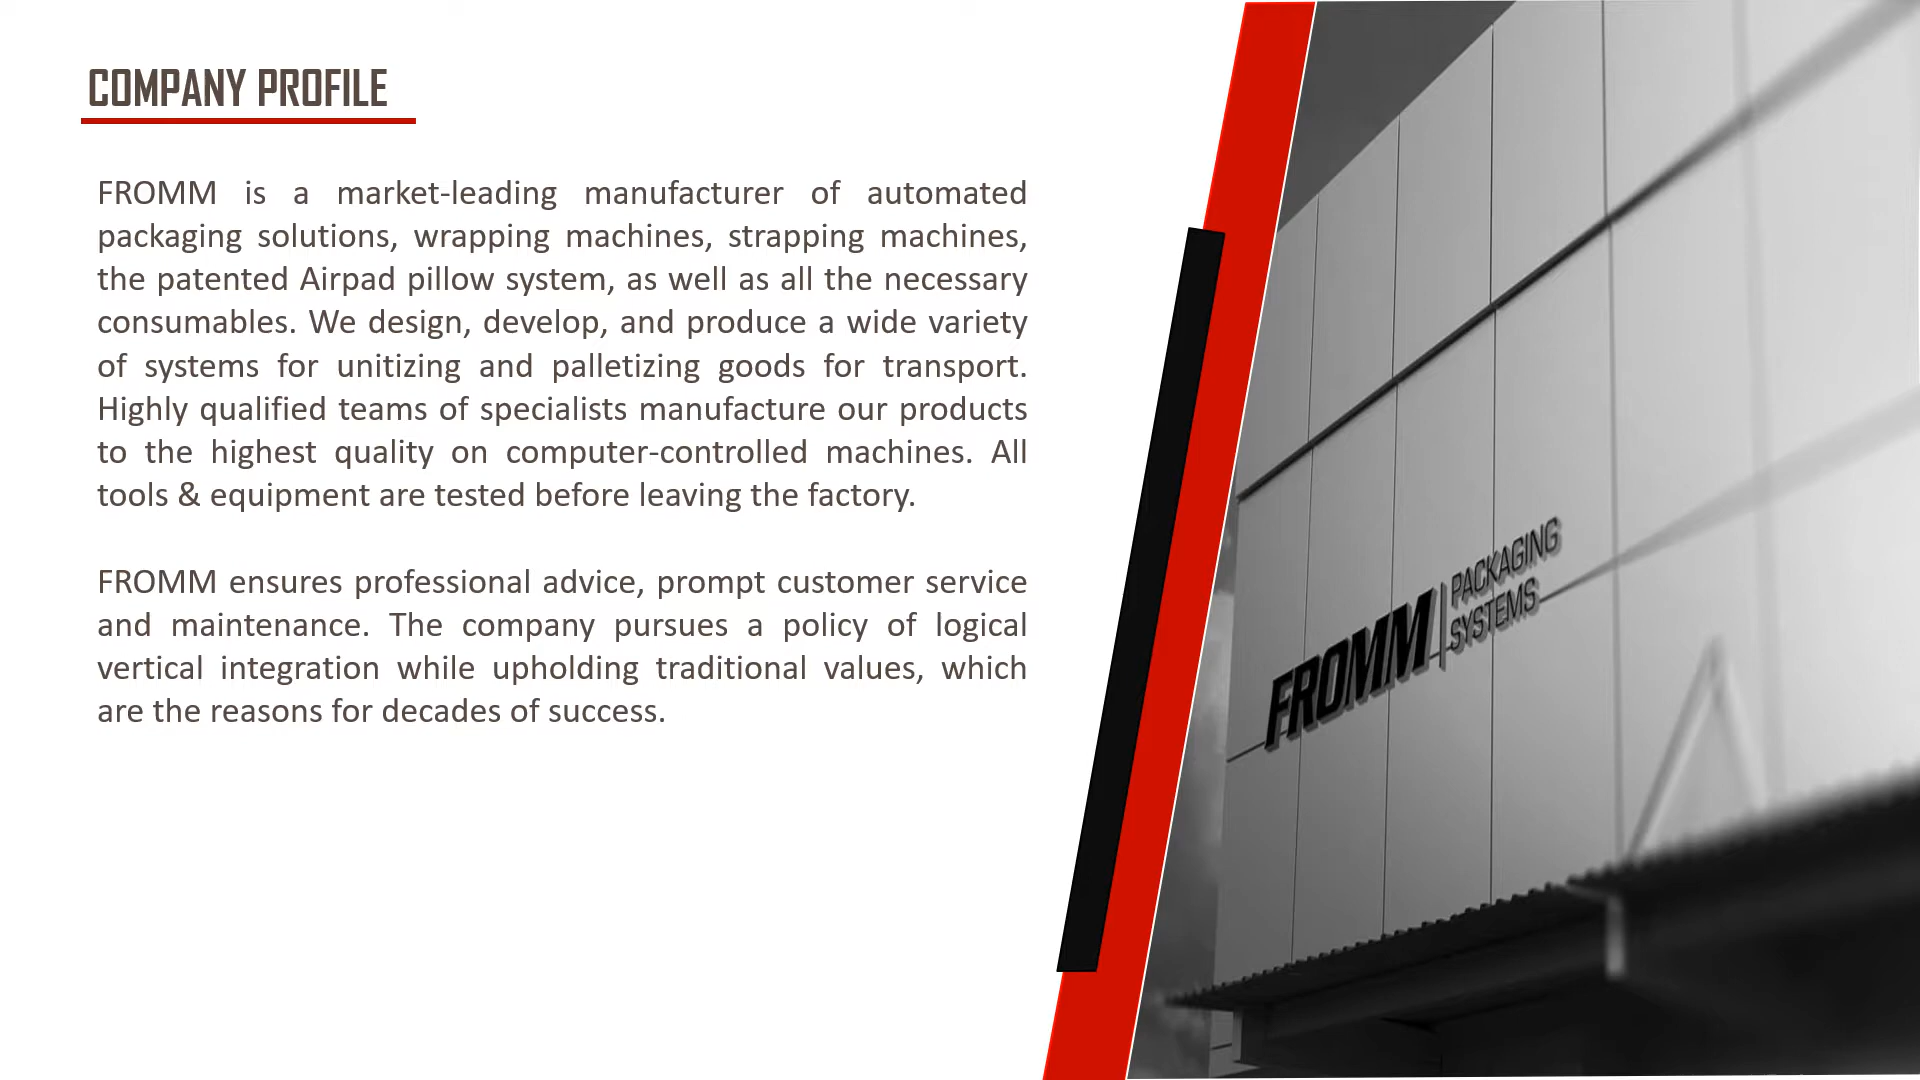 COMPANY PROFILE
FROMM is a market-leading manufacturer of automated
packaging solutions, wrapping machines, strapping machines,
the patented Airpad pillow system, as well as all the necessary
consumables. We design, develop, and produce a wide variety
of systems for unitizing and palletizing goods for transport.
Highly qualified teams of specialists manufacture our products
to the highest quality on computer-controlled machines. All
tools & equipment are tested before leaving the factory.
FROMM ensures professional advice, prompt customer service
and maintenance. The company pursues a policy of logical
vertical integration while upholding traditional values, which
are the reasons for decades of success.
FROMM
PACKAGING
SYSTEMS